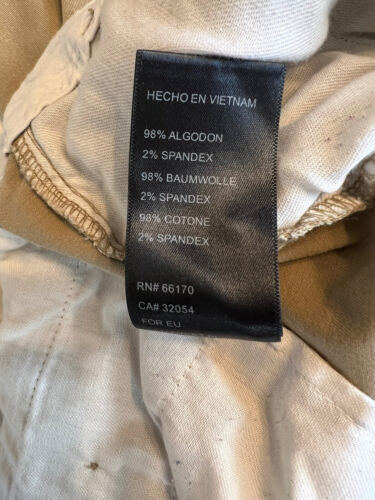 HECHO EN VIETNAM
98% ALGODON
2% SPANDEX
98% BAUMWOLLE
2% SPANDEX
98% COTONE
2% SPANDEX
RN# 66170
CA# 32054
FOR EU